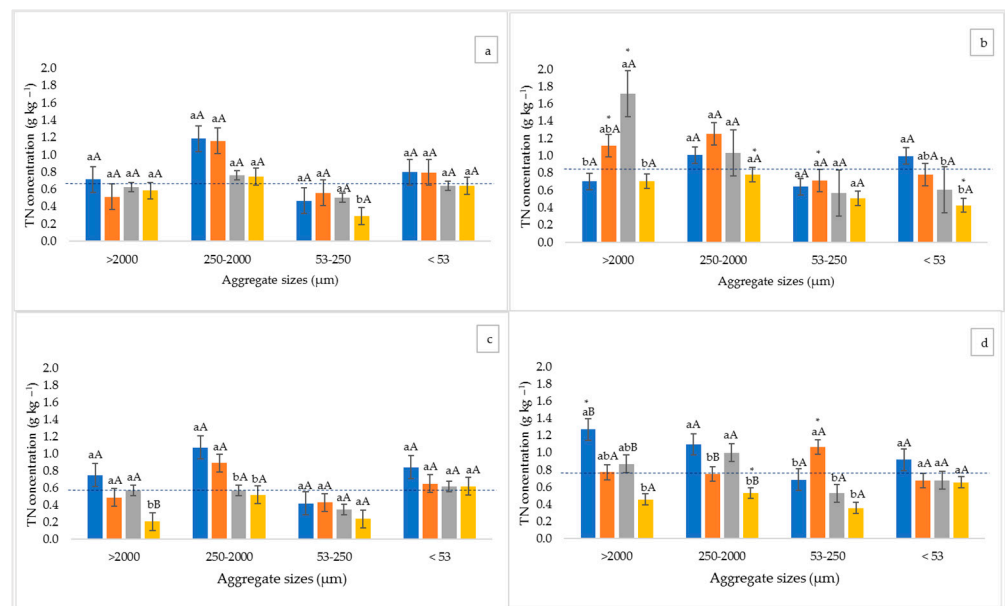 a
2.0
1.8
1.6
1.4
1.2
1.0
0.8
0.6
0.4
0.2
0.0
TN concentration (g kg ⁻¹)
aA aA aA aA
aA aA aA aA
aA aA aA bA
aA aA aA aA
>2000 250-2000 53-250 < 53
Aggregate sizes (µm)
b
2.0
1.8
1.6
1.4
1.2
1.0
0.8
0.6
0.4
0.2
0.0
TN concentration (g kg ⁻¹)
* *
bA abA aA bA
*
aA aA aA aA
*
aA aA aA aA
*
aA abA bA bA
>2000 250-2000 53-250 < 53
Aggregate sizes (µm)
c
2.0
1.8
1.6
1.4
1.2
1.0
0.8
0.6
0.4
0.2
0.0
TN concentration (g kg ⁻¹)
aA aA aA bB
aA aA bA bA
aA aA aA aA
aA aA aA aA
>2000 250-2000 53-250 < 53
Aggregate sizes (µm)
d
2.0
1.8
1.6
1.4
1.2
1.0
0.8
0.6
0.4
0.2
0.0
TN concentration (g kg ⁻¹)
*
aB abA abB bA
*
aA bB aA bB
*
bA aA bA bA
aA aA aA aA
>2000 250-2000 53-250 < 53
Aggregate sizes (µm)